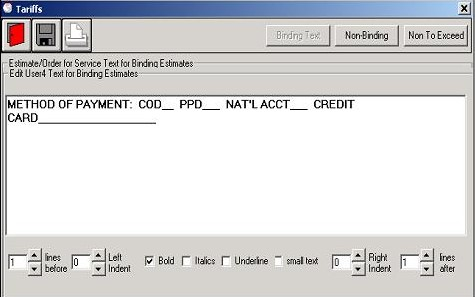 Tariffs
Binding Text Non-Binding Non To Exceed
Estimate/Order for Service Text for Binding Estimates
Edit User4 Text for Binding Estimates
METHOD OF PAYMENT: COD__ PPD___ NAT'L ACCT___ CREDIT
CARD____________________
1 lines before 0 Left Indent Bold Italics Underline small text 0 Right Indent 1 lines after